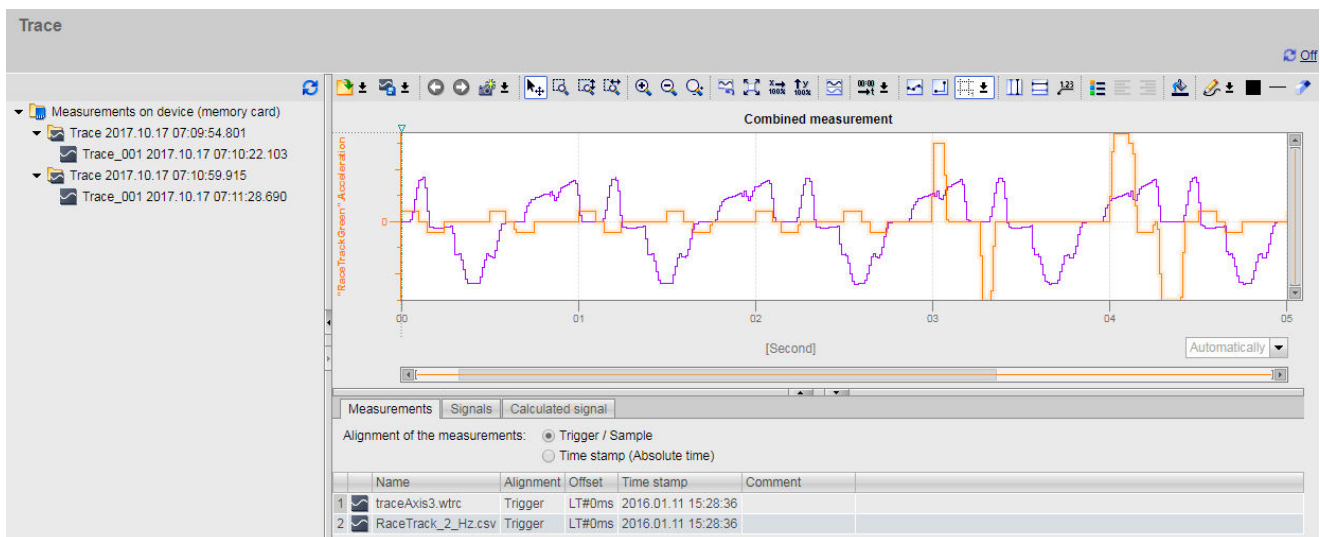 Trace
Off
Measurements on device (memory card)
Trace 2017.10.17 07:09:54.801
Trace_001 2017.10.17 07:10:22.103
Trace 2017.10.17 07:10:59.915
Trace_001 2017.10.17 07:11:28.690
Combined measurement
"RaceTrackGreen".Acceleration
0
00 01 02 03 04 05
[Second]
Automatically
Measurements Signals Calculated signal
Alignment of the measurements: Trigger / Sample
Time stamp (Absolute time)
Name Alignment Offset Time stamp Comment
1 traceAxis3.wtrc Trigger LT#0ms 2016.01.11 15:28:36
2 RaceTrack_2_Hz.csv Trigger LT#0ms 2016.01.11 15:28:36